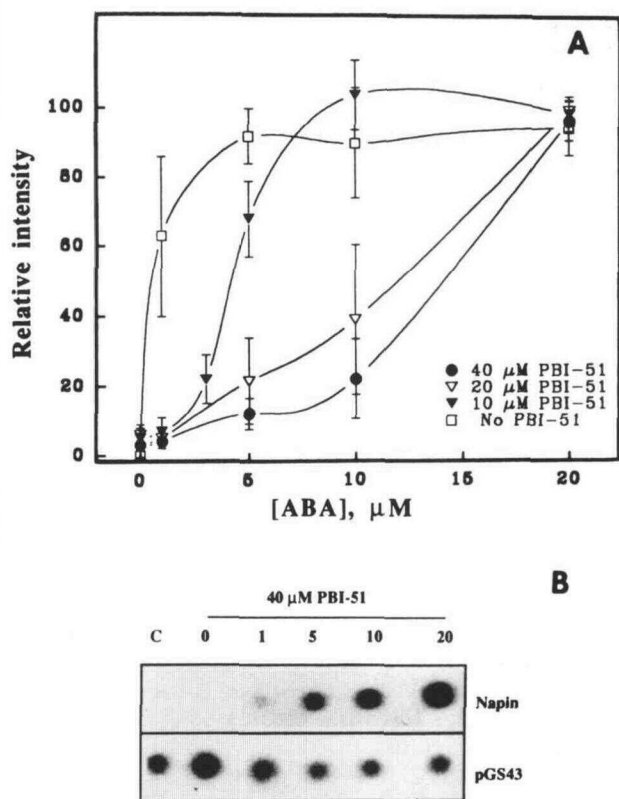 A
100
80
60
40
20
0
Relative intensity
40 μM PBI-51
20 μM PBI-51
10 μM PBI-51
No PBI-51
0 5 10 15 20
[ABA], μM
B
40 μM PBI-51
C 0 1 5 10 20
Napin
pGS43